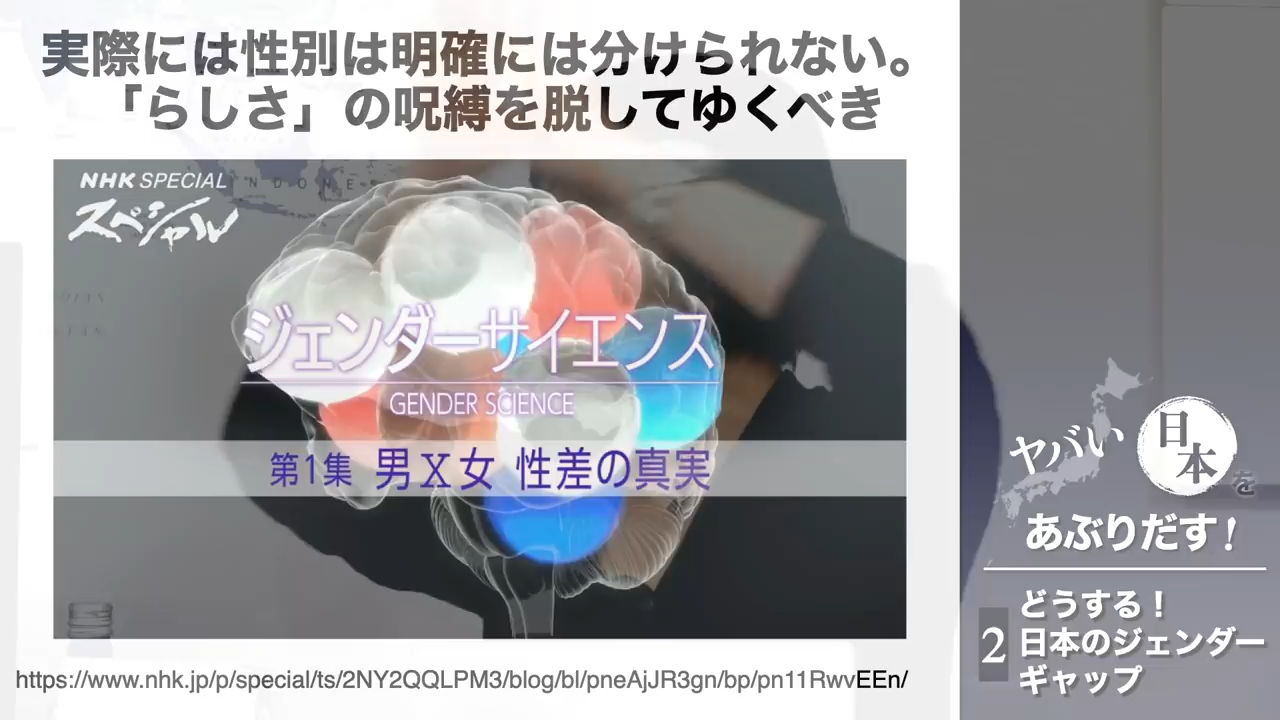 実際には性別は明確には分けられない。
「らしさ」の呪縛を脱してゆくべき
NHK SPECIAL
スペシャル
INDONES
ジェンダーサイエンス
GENDER SCIENCE
第1集 男X女 性差の真実
https://www.nhk.jp/p/special/ts/2NY2QQLPM3/blog/bl/pneAjJR3gn/bp/pn11RwvEEn/
ヤバい日本を
あぶりだす!
2 どうする！
日本のジェンダー
ギャップ